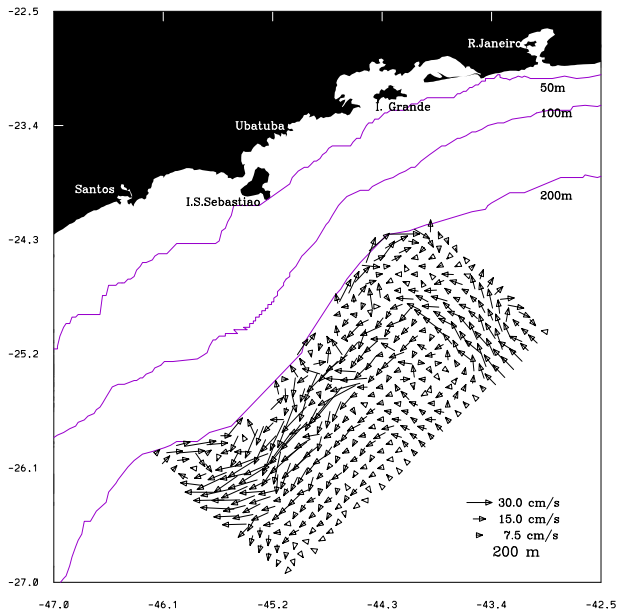 -22.5
R.Janeiro
50m
I. Grande
100m
-23.4
Ubatuba
Santos
I.S.Sebastiao
200m
-24.3
-25.2
-26.1
30.0 cm/s
15.0 cm/s
7.5 cm/s
200 m
-27.0
-47.0 -46.1 -45.2 -44.3 -43.4 -42.5